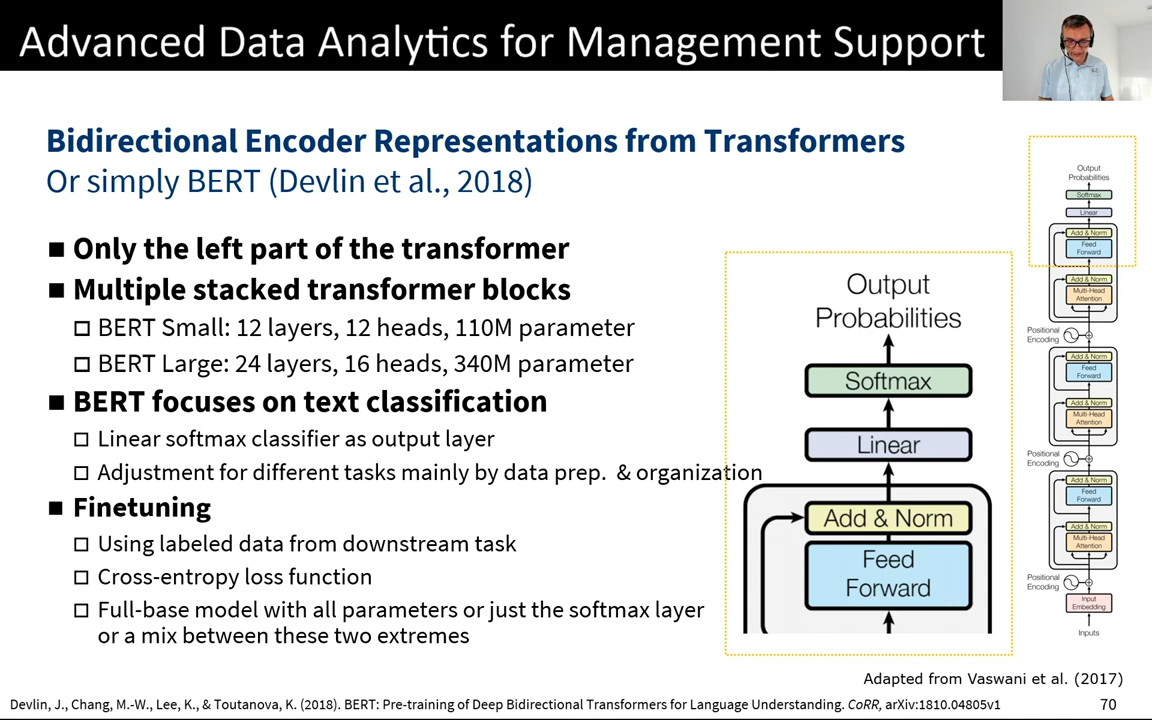 Advanced Data Analytics for Management Support
Bidirectional Encoder Representations from Transformers
Or simply BERT (Devlin et al., 2018)
■ Only the left part of the transformer
■ Multiple stacked transformer blocks
□ BERT Small: 12 layers, 12 heads, 110M parameter
□ BERT Large: 24 layers, 16 heads, 340M parameter
■ BERT focuses on text classification
□ Linear softmax classifier as output layer
□ Adjustment for different tasks mainly by data prep. & organization
■ Finetuning
□ Using labeled data from downstream task
□ Cross-entropy loss function
□ Full-base model with all parameters or just the softmax layer
or a mix between these two extremes
Output
Probabilities
Softmax
Linear
Add & Norm
Feed
Forward
Output
Probabilities
Softmax
Linear
Add & Norm
Feed
Forward
Add & Norm
Multi-Head
Attention
Positional
Encoding
Add & Norm
Feed
Forward
Add & Norm
Multi-Head
Attention
Positional
Encoding
Add & Norm
Feed
Forward
Add & Norm
Multi-Head
Attention
Positional
Encoding
Input
Embedding
Inputs
Adapted from Vaswani et al. (2017)
Devlin, J., Chang, M.-W., Lee, K., & Toutanova, K. (2018). BERT: Pre-training of Deep Bidirectional Transformers for Language Understanding. CoRR, arXiv:1810.04805v1
70